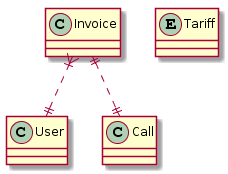 C Invoice
E Tariff
C User
C Call